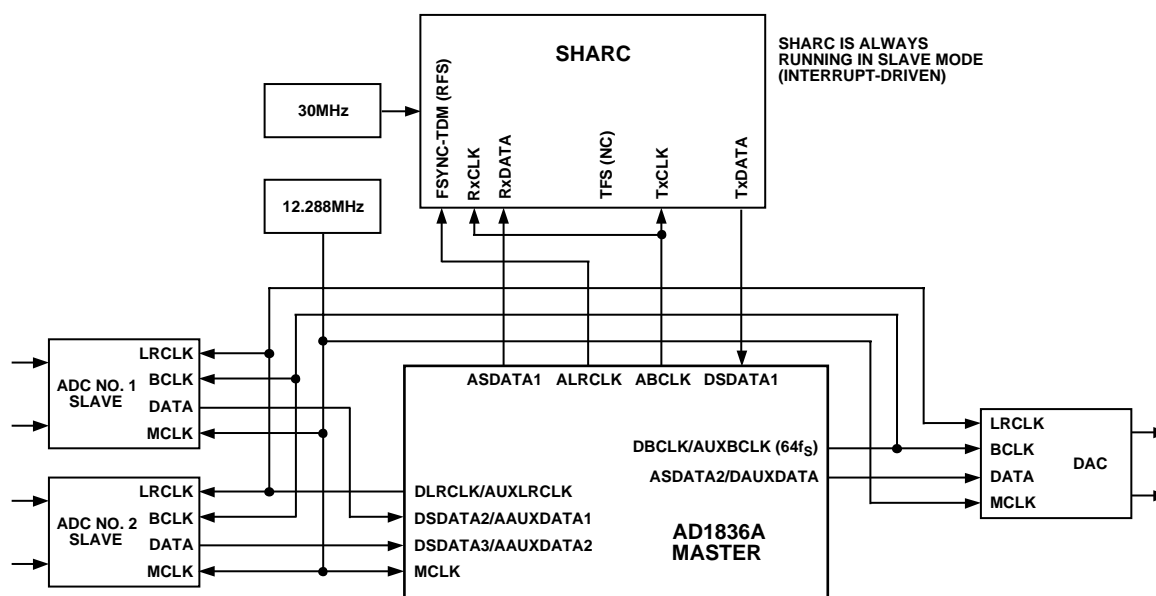 SHARC
SHARC IS ALWAYS
RUNNING IN SLAVE MODE
(INTERRUPT-DRIVEN)
30MHz
FSYNC-TDM (RFS)
RxCLK
RxDATA
TFS (NC)
TxCLK
TxDATA
12.288MHz
ADC NO. 1
SLAVE
LRCLK
BCLK
DATA
MCLK
ADC NO. 2
SLAVE
LRCLK
BCLK
DATA
MCLK
ASDATA1
ALRCLK
ABCLK
DSDATA1
DBCLK/AUXBCLK (64fS)
ASDATA2/DAUXDATA
DLRCLK/AUXLRCLK
DSDATA2/AAUXDATA1
DSDATA3/AAUXDATA2
MCLK
AD1836A
MASTER
LRCLK
BCLK
DATA
MCLK
DAC